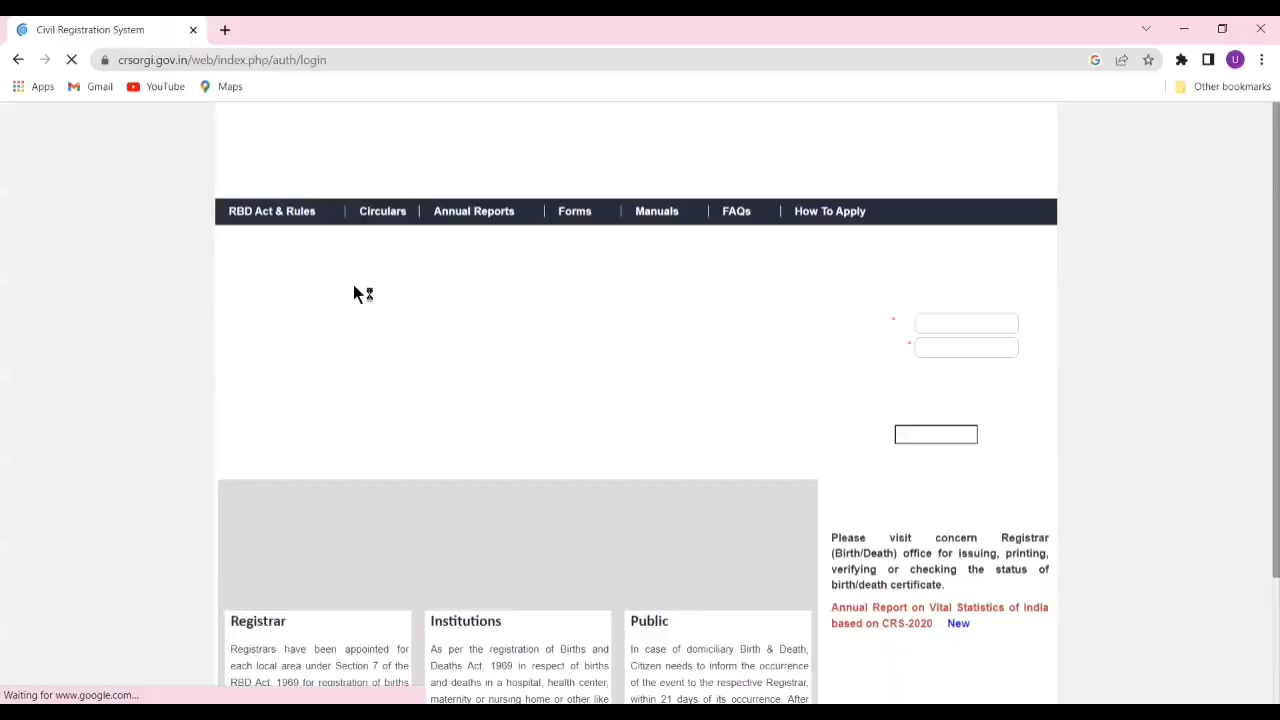 Civil Registration System
crsorgi.gov.in/web/index.php/auth/login
U
Apps Gmail YouTube Maps Other bookmarks
RBD Act & Rules | Circulars | Annual Reports | Forms | Manuals | FAQs | How To Apply
*
*
Please visit concern Registrar
(Birth/Death) office for issuing, printing,
verifying or checking the status of
birth/death certificate.
Annual Report on Vital Statistics of India
based on CRS-2020 New
Registrar
Registrars have been appointed for
each local area under Section 7 of the
RBD Act, 1969 for registration of births
Institutions
As per the registration of Births and
Deaths Act, 1969 in respect of births
and deaths in a hospital, health center,
maternity or nursing home or other like
Public
In case of domiciliary Birth & Death,
Citizen needs to inform the occurrence
of the event to the respective Registrar,
within 21 days of its occurrence. After
Waiting for www.google.com...